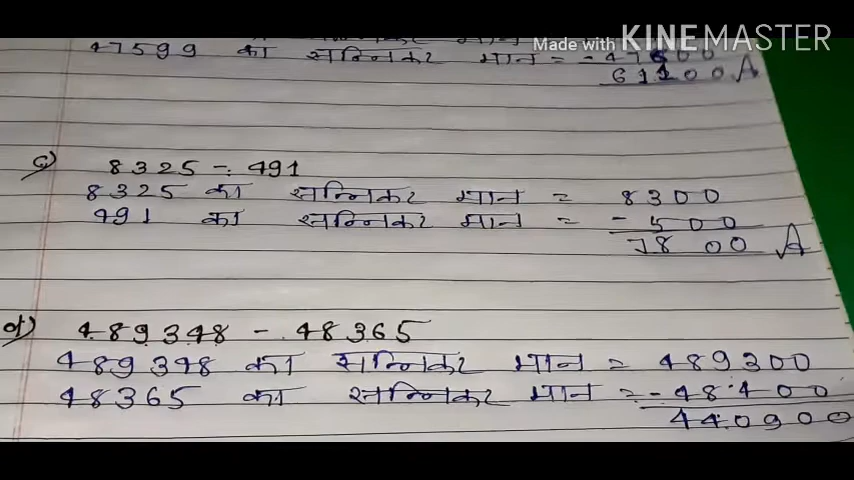 Made with KINEMASTER
47599 का सन्निकट मान = - 47600
61100 A
c) 8325 - 491
8325 का सन्निकट मान = 8300
491 का सन्निकट मान = - 500
7800 A
d) 489348 - 48365
489348 का सन्निकट मान = 489300
48365 का सन्निकट मान = - 48400
440900